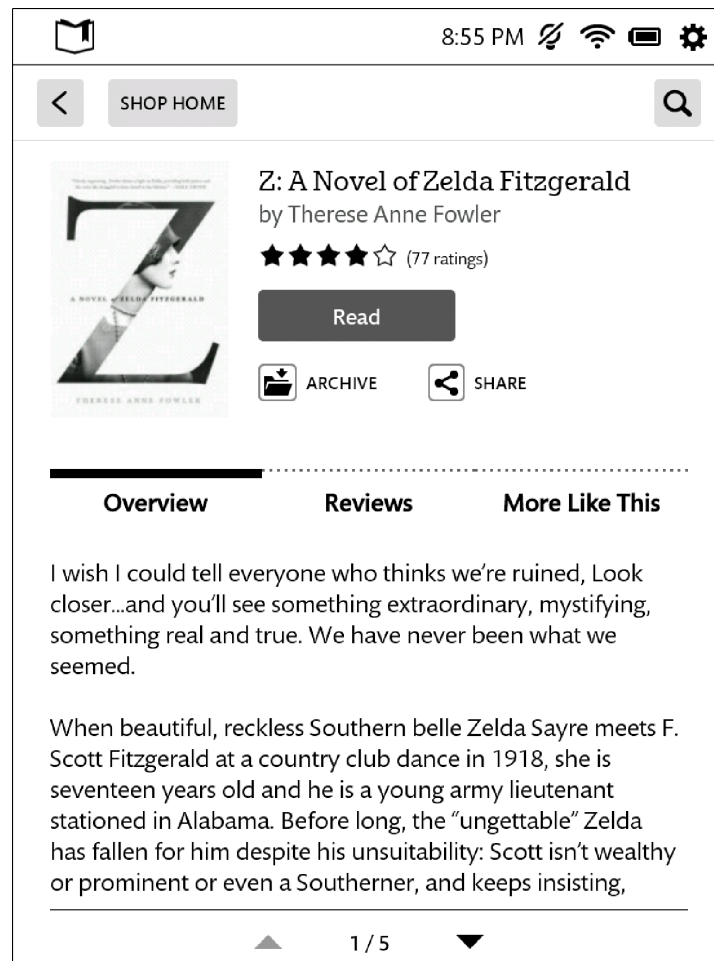 8:55 PM
SHOP HOME
Z: A Novel of Zelda Fitzgerald
by Therese Anne Fowler
(77 ratings)
Z
A NOVEL of ZELDA FITZGERALD
THERESE ANNE FOWLER
Read
ARCHIVE
SHARE
Overview
Reviews
More Like This
I wish I could tell everyone who thinks we’re ruined, Look
closer...and you’ll see something extraordinary, mystifying,
something real and true. We have never been what we
seemed.
When beautiful, reckless Southern belle Zelda Sayre meets F.
Scott Fitzgerald at a country club dance in 1918, she is
seventeen years old and he is a young army lieutenant
stationed in Alabama. Before long, the “ungettable” Zelda
has fallen for him despite his unsuitability: Scott isn’t wealthy
or prominent or even a Southerner, and keeps insisting,
1 / 5